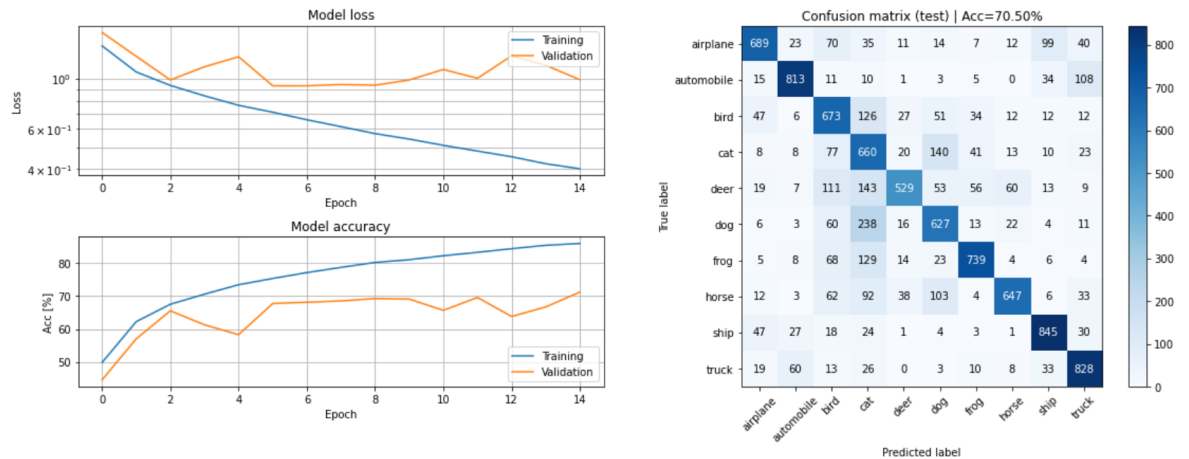 Model loss
Loss
10⁰
6 × 10⁻¹
4 × 10⁻¹
Training
Validation
0 2 4 6 8 10 12 14
Epoch
Model accuracy
Acc [%]
80
70
60
50
Training
Validation
0 2 4 6 8 10 12 14
Epoch
Confusion matrix (test) | Acc=70.50%
True label
airplane 689 23 70 35 11 14 7 12 99 40
automobile 15 813 11 10 1 3 5 0 34 108
bird 47 6 673 126 27 51 34 12 12 12
cat 8 8 77 660 20 140 41 13 10 23
deer 19 7 111 143 529 53 56 60 13 9
dog 6 3 60 238 16 627 13 22 4 11
frog 5 8 68 129 14 23 739 4 6 4
horse 12 3 62 92 38 103 4 647 6 33
ship 47 27 18 24 1 4 3 1 845 30
truck 19 60 13 26 0 3 10 8 33 828
airplane automobile bird cat deer dog frog horse ship truck
Predicted label
800
700
600
500
400
300
200
100
0